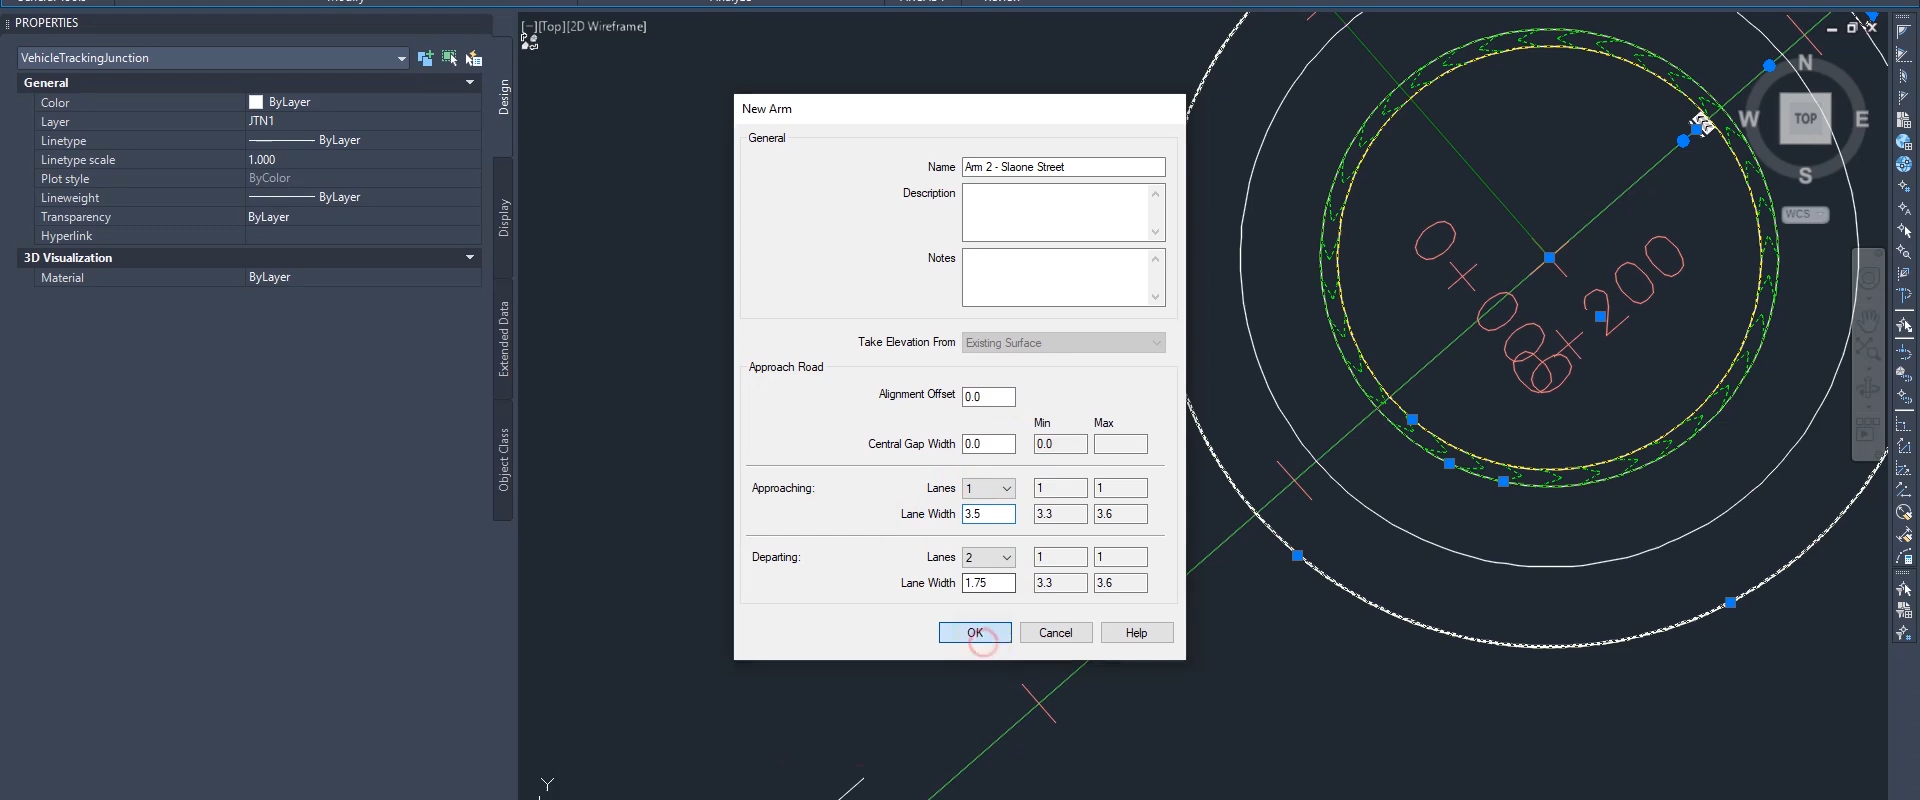 Modify
PROPERTIES
[−][Top][2D Wireframe]
VehicleTrackingJunction
General
Color ByLayer
Layer JTN1
Linetype ByLayer
Linetype scale 1.000
Plot style ByColor
Lineweight ByLayer
Transparency ByLayer
Hyperlink
3D Visualization
Material ByLayer
Design
Display
Extended Data
Object Class
New Arm
General
Name Arm 2 - Slaone Street
Description
Notes
Take Elevation From Existing Surface
Approach Road
Alignment Offset 0.0
Min Max
Central Gap Width 0.0 0.0
Approaching: Lanes 1 1 1
Lane Width 3.5 3.3 3.6
Departing: Lanes 2 1 1
Lane Width 1.75 3.3 3.6
OK Cancel Help
N
W TOP E
S
WCS
Y